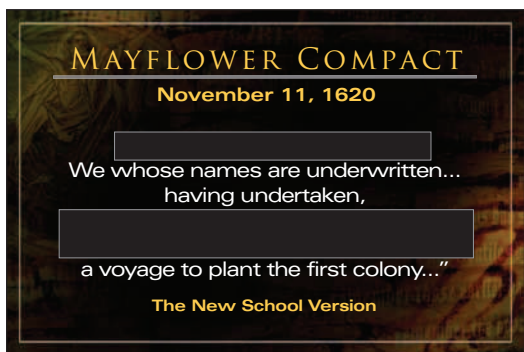 MAYFLOWER COMPACT
November 11, 1620
We whose names are underwritten...
having undertaken,
a voyage to plant the first colony..."
The New School Version